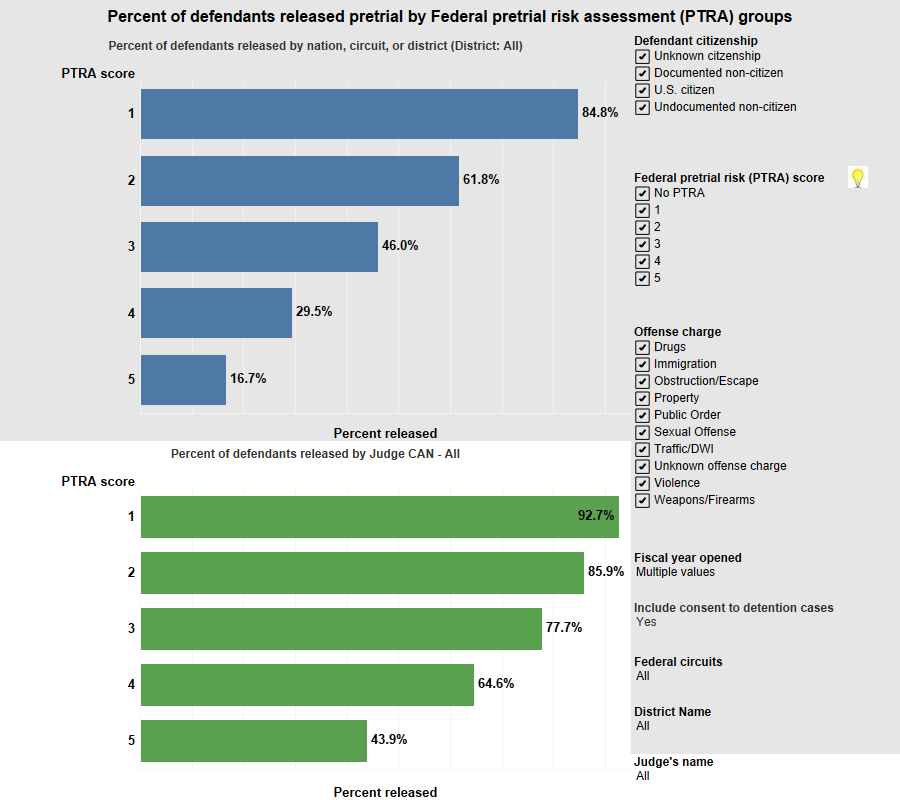 Percent of defendants released pretrial by Federal pretrial risk assessment (PTRA) groups
Percent of defendants released by nation, circuit, or district (District: All)
PTRA score
1
84.8%
2
61.8%
3
46.0%
4
29.5%
5
16.7%
Percent released
Percent of defendants released by Judge CAN - All
PTRA score
1
92.7%
2
85.9%
3
77.7%
4
64.6%
5
43.9%
Percent released
Defendant citizenship
Unknown citzenship
Documented non-citizen
U.S. citizen
Undocumented non-citizen
Federal pretrial risk (PTRA) score
No PTRA
1
2
3
4
5
Offense charge
Drugs
Immigration
Obstruction/Escape
Property
Public Order
Sexual Offense
Traffic/DWI
Unknown offense charge
Violence
Weapons/Firearms
Fiscal year opened
Multiple values
Include consent to detention cases
Yes
Federal circuits
All
District Name
All
Judge's name
All